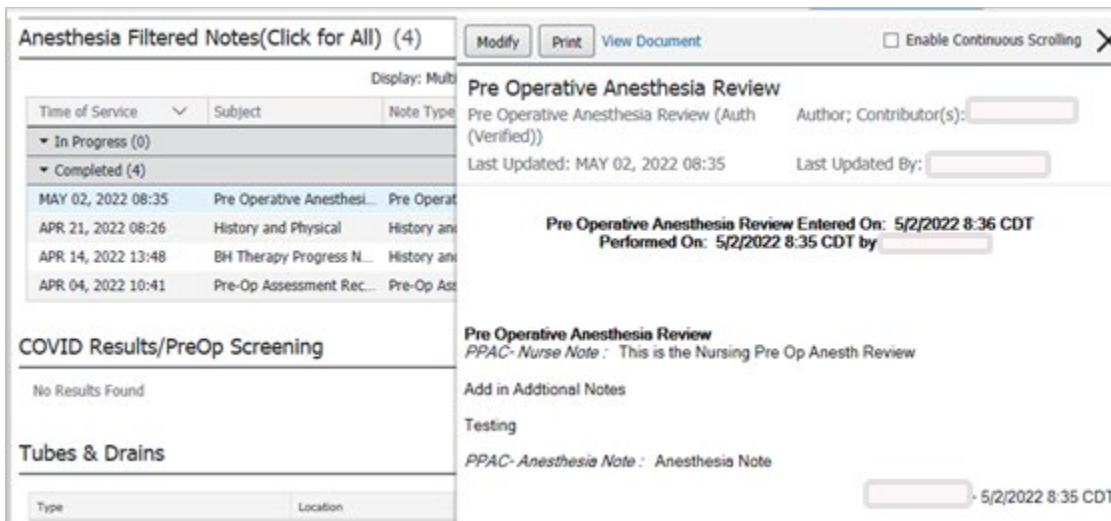 Anesthesia Filtered Notes(Click for All) (4)
Display: Multi
Time of Service Subject Note Type
In Progress (0)
Completed (4)
MAY 02, 2022 08:35 Pre Operative Anesthesi... Pre Operat
APR 21, 2022 08:26 History and Physical History and
APR 14, 2022 13:48 BH Therapy Progress N... History and
APR 04, 2022 10:41 Pre-Op Assessment Rec... Pre-Op Ass
COVID Results/PreOp Screening
No Results Found
Tubes & Drains
Type Location
Modify Print View Document Enable Continuous Scrolling
Pre Operative Anesthesia Review
Pre Operative Anesthesia Review (Auth Author; Contributor(s):
(Verified))
Last Updated: MAY 02, 2022 08:35 Last Updated By:
Pre Operative Anesthesia Review Entered On: 5/2/2022 8:36 CDT
Performed On: 5/2/2022 8:35 CDT by
Pre Operative Anesthesia Review
PPAC- Nurse Note : This is the Nursing Pre Op Anesth Review
Add in Addtional Notes
Testing
PPAC- Anesthesia Note : Anesthesia Note
- 5/2/2022 8:35 CDT